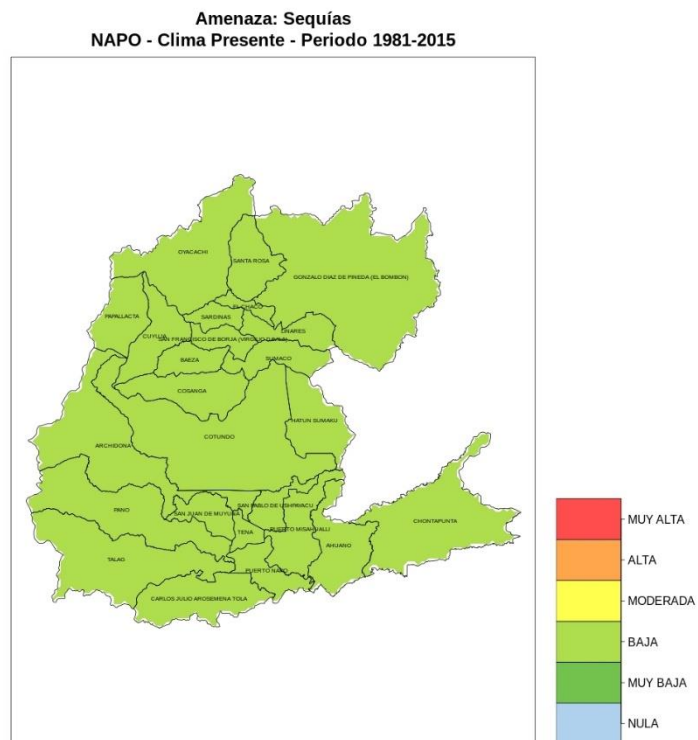 Amenaza: Sequías
NAPO - Clima Presente - Periodo 1981-2015
OYACACHI
SANTA ROSA
GONZALO DIAZ DE PINEDA (EL BOMBON)
EL CHACO
PAPALLACTA
SARDINAS
LINARES
CUYUJA
SAN FRANCISCO DE BORJA (VIRGILIO DAVILA)
BAEZA
SUMACO
COSANGA
HATUN SUMAKU
COTUNDO
ARCHIDONA
SAN PABLO DE USHPAYACU
PANO
SAN JUAN DE MUYUNA
CHONTAPUNTA
PUERTO MISAHUALLI
TENA
AHUANO
TALAG
PUERTO NAPO
CARLOS JULIO AROSEMENA TOLA
MUY ALTA
ALTA
MODERADA
BAJA
MUY BAJA
NULA